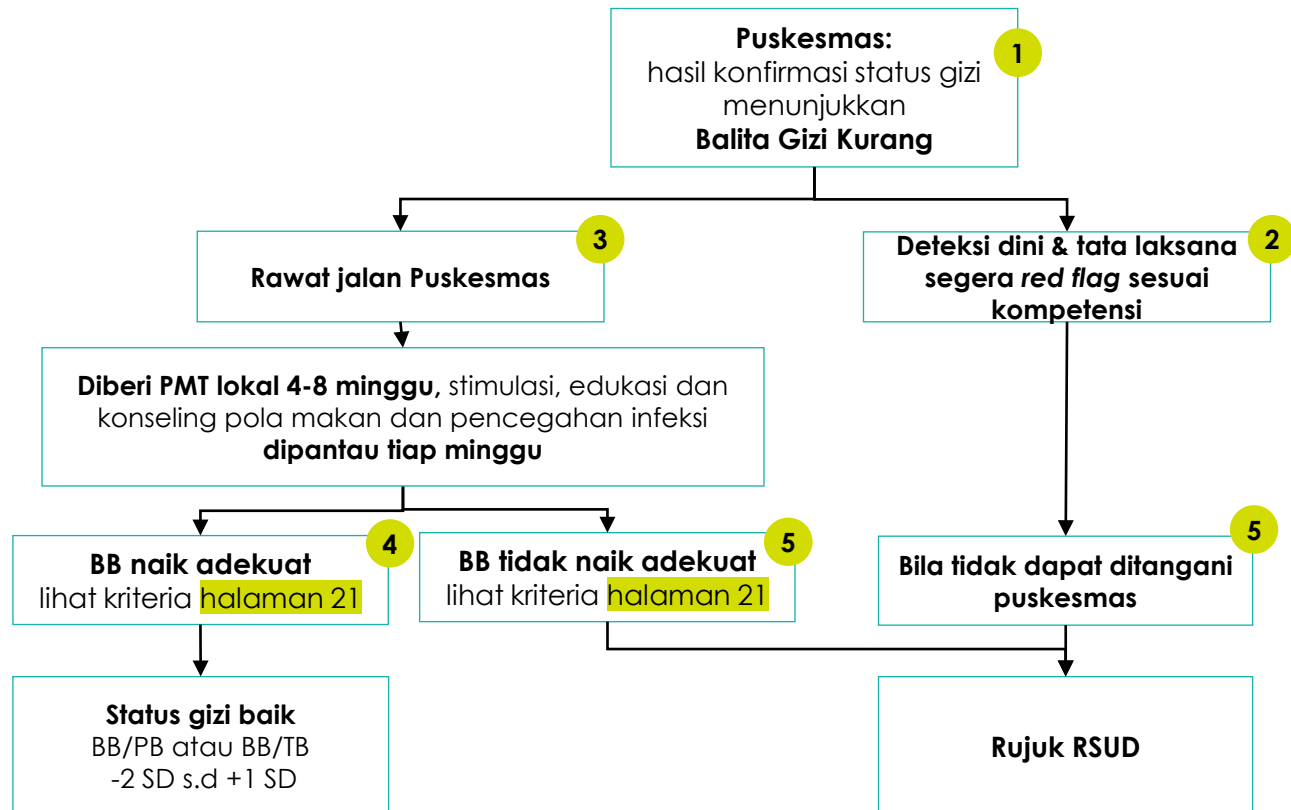 Puskesmas:
hasil konfirmasi status gizi
menunjukkan
Balita Gizi Kurang
1
3
Rawat jalan Puskesmas
2
Deteksi dini & tata laksana
segera red flag sesuai
kompetensi
Diberi PMT lokal 4-8 minggu, stimulasi, edukasi dan
konseling pola makan dan pencegahan infeksi
dipantau tiap minggu
4
BB naik adekuat
lihat kriteria halaman 21
5
BB tidak naik adekuat
lihat kriteria halaman 21
5
Bila tidak dapat ditangani
puskesmas
Status gizi baik
BB/PB atau BB/TB
-2 SD s.d +1 SD
Rujuk RSUD